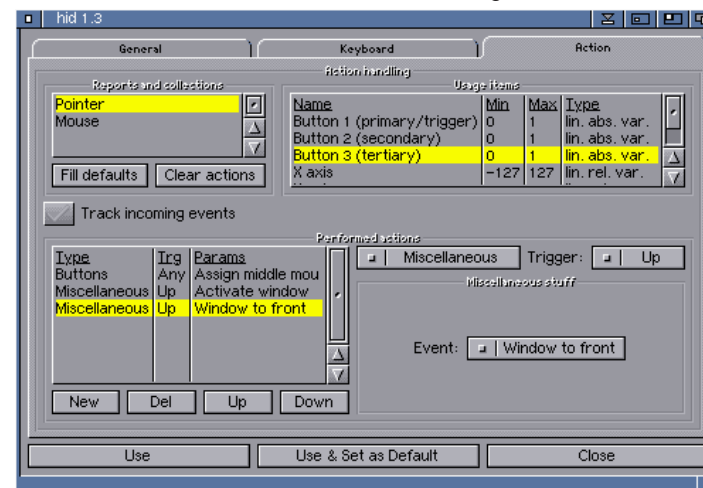 hid 1.3
General
Keyboard
Action
Action handling
Reports and collections
Usage items
Pointer
Mouse
Name Min Max Type
Button 1 (primary/trigger) 0 1 lin. abs. var.
Button 2 (secondary) 0 1 lin. abs. var.
Button 3 (tertiary) 0 1 lin. abs. var.
X axis -127 127 lin. rel. var.
Fill defaults
Clear actions
Track incoming events
Performed actions
Type Trg Params
Buttons Any Assign middle mou
Miscellaneous Up Activate window
Miscellaneous Up Window to front
Miscellaneous
Trigger: Up
Miscellaneous stuff
Event: Window to front
New
Del
Up
Down
Use
Use & Set as Default
Close